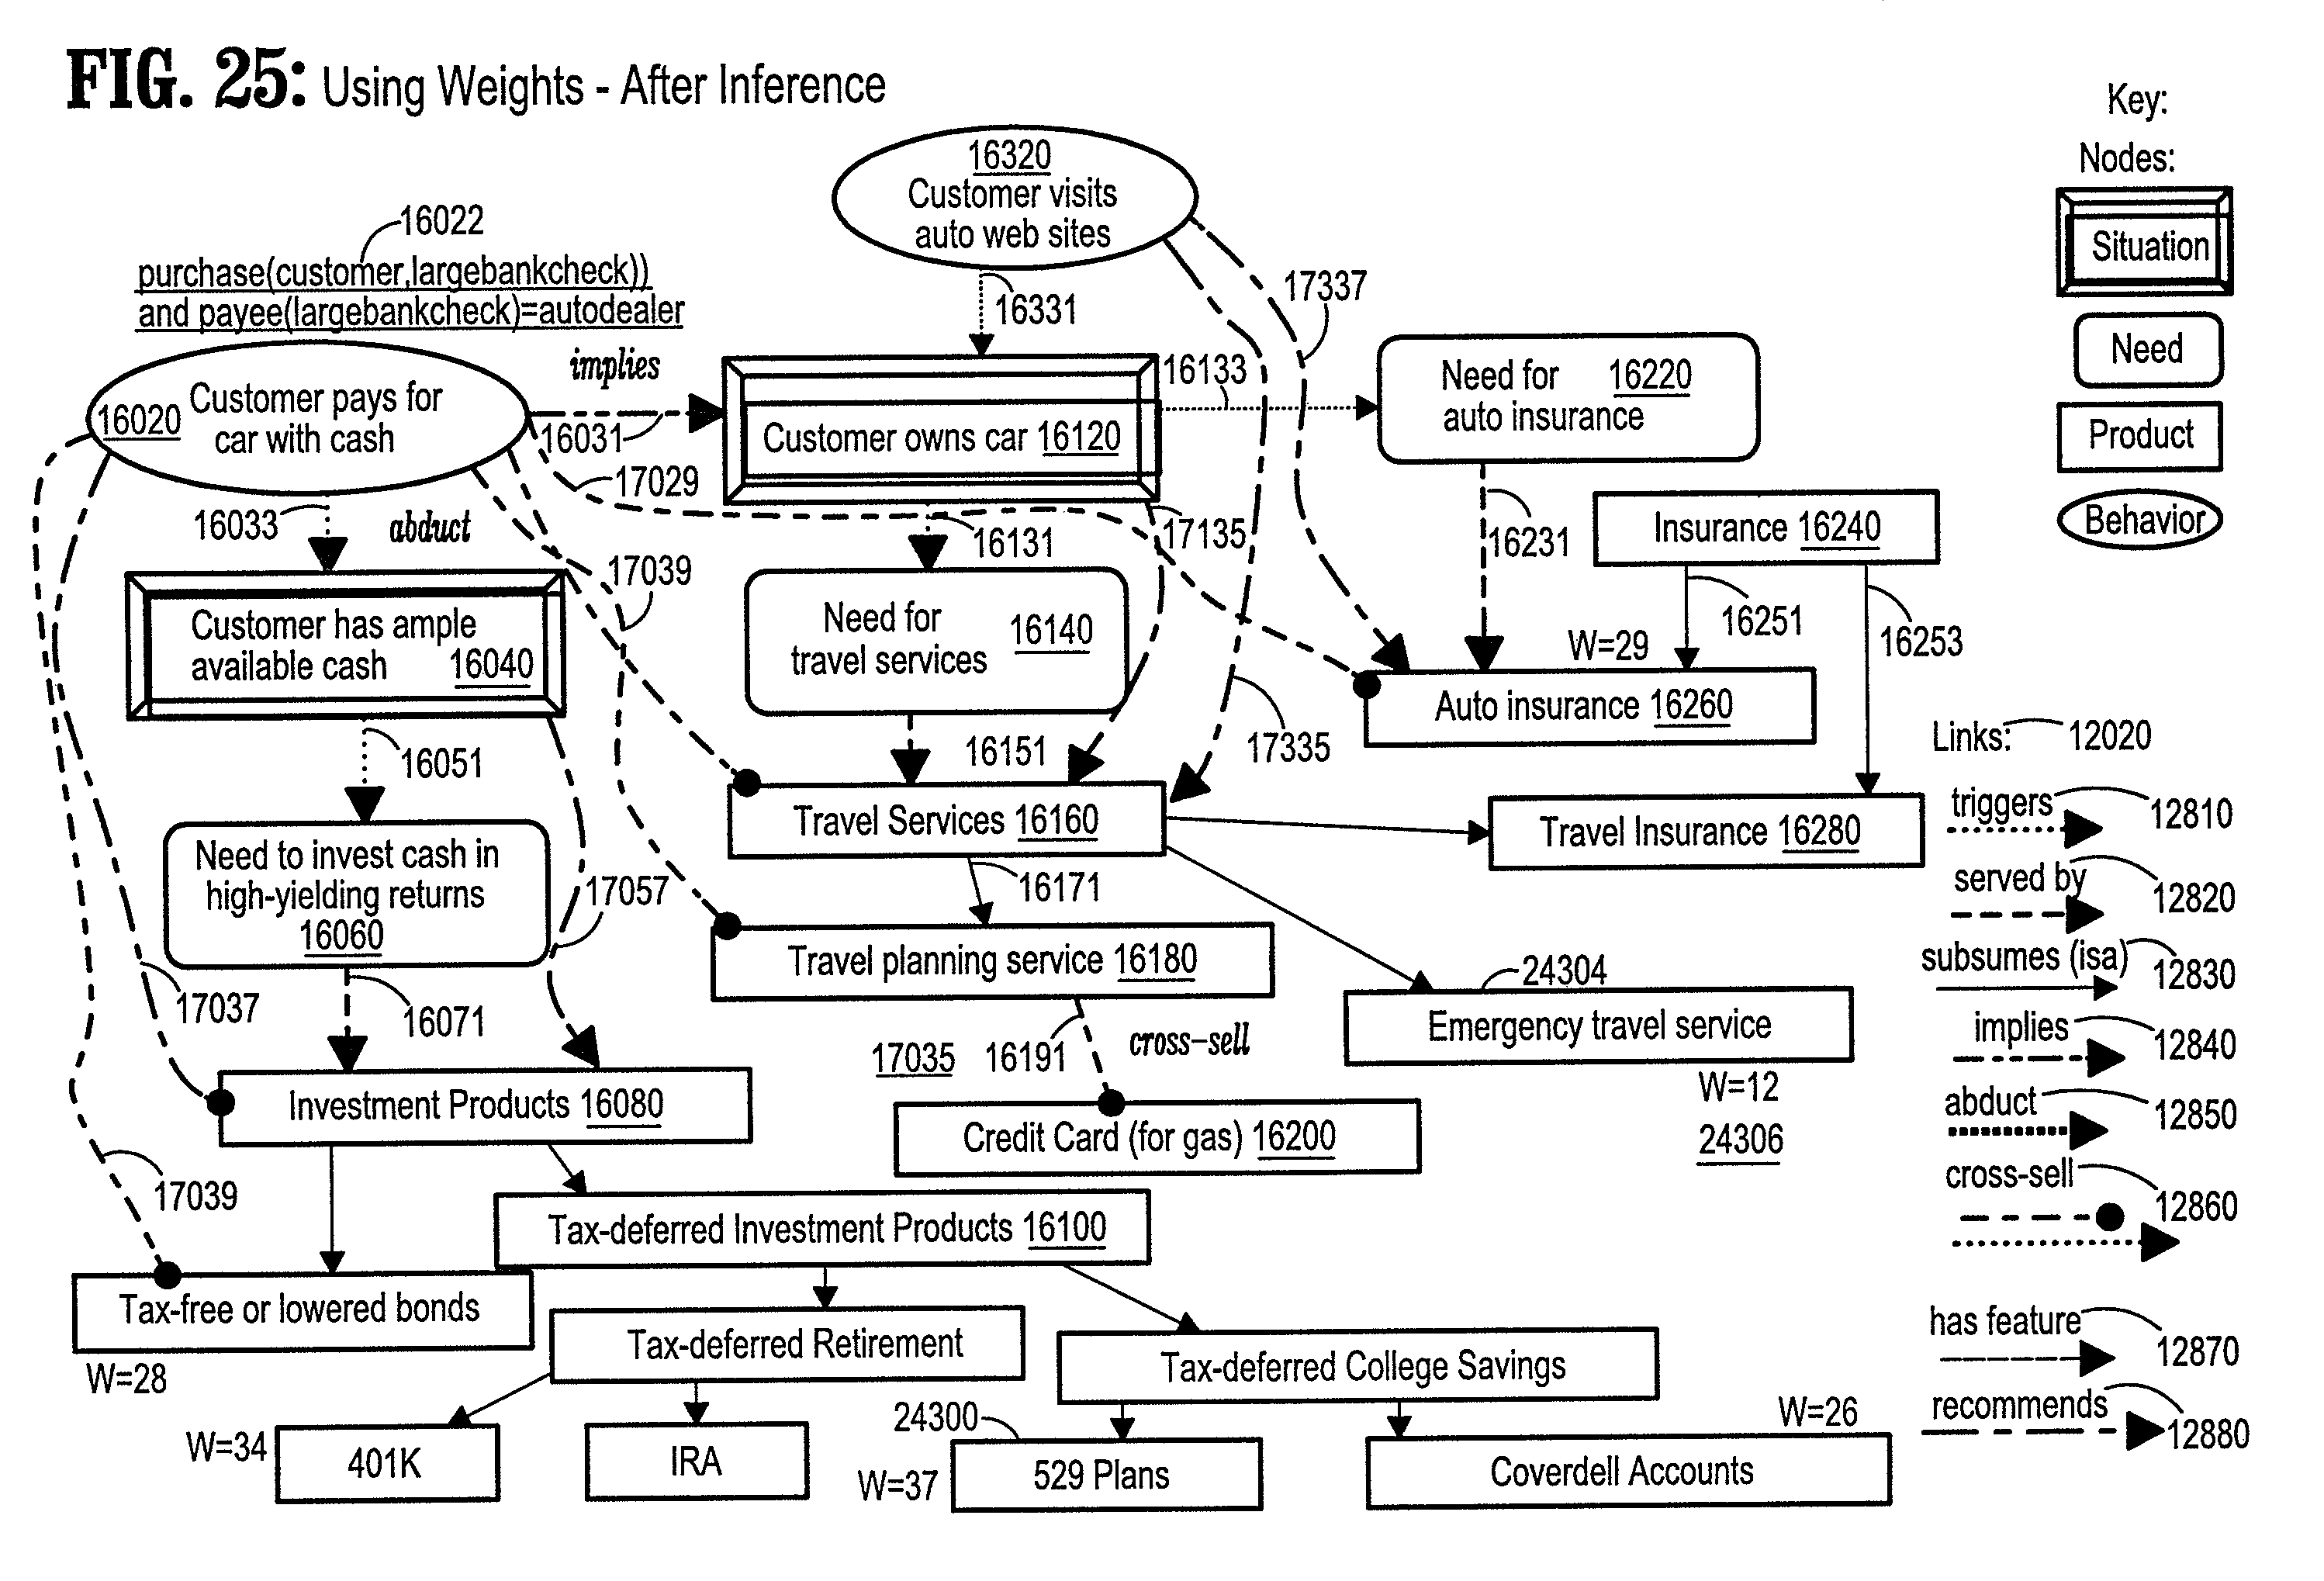 FIG. 25: Using Weights - After Inference
Key:
Nodes:
Situation
Need
Product
Behavior
16320
Customer visits
auto web sites
16022
purchase(customer,largebankcheck))
and payee(largebankcheck)=autodealer
16331
17337
implies
16133
16020
Customer pays for
car with cash
16031
Customer owns car 16120
Need for
auto insurance
16220
17029
16033
abduct
16131
17135
16231
Insurance 16240
17039
16251
16253
Customer has ample
available cash
16040
Need for
travel services
16140
W=29
Auto insurance 16260
16051
16151
17335
Travel Services 16160
Travel Insurance 16280
Need to invest cash in
high-yielding returns
16060
17057
16171
Travel planning service 16180
17037
16071
24304
Emergency travel service
17035
16191
cross-sell
W=12
24306
Investment Products 16080
Credit Card (for gas) 16200
17039
Tax-deferred Investment Products 16100
Tax-free or lowered bonds
W=28
Tax-deferred Retirement
Tax-deferred College Savings
W=34
401K
IRA
24300
W=37
529 Plans
W=26
Coverdell Accounts
Links: 12020
triggers
12810
served by
12820
subsumes (isa)
12830
implies
12840
abduct
12850
cross-sell
12860
has feature
12870
recommends
12880